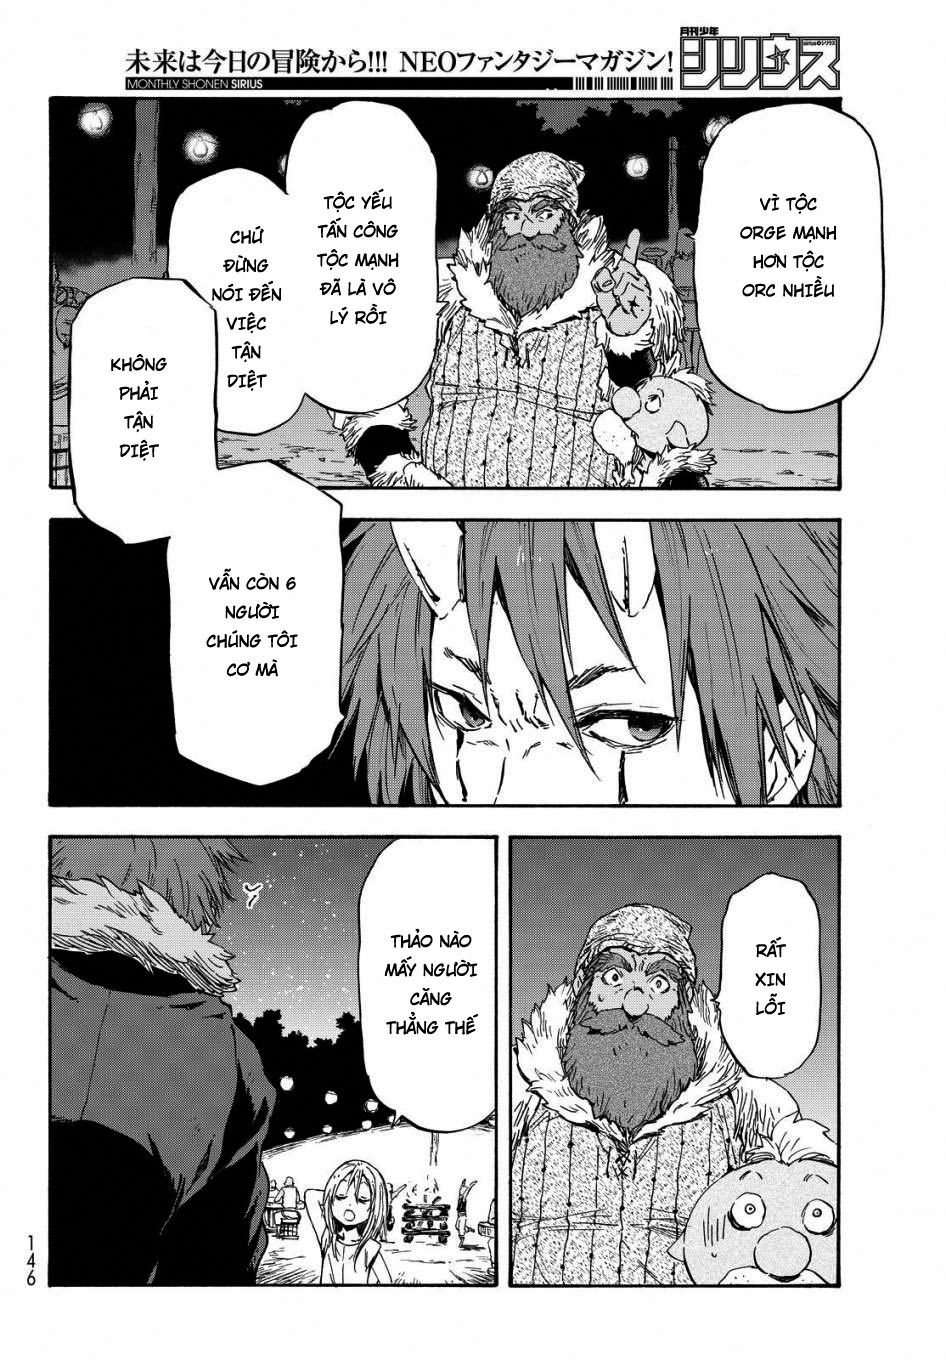 未来は今日の冒険から!!! NEOファンタジーマガジン!
月刊少年
シリウス
MONTHLY SHONEN SIRIUS
VÌ TỘC
ORGE MẠNH
HƠN TỘC
ORC NHIỀU
TỘC YẾU
TẤN CÔNG
TỘC MẠNH
ĐÃ LÀ VÔ
LÝ RỒI
CHỨ
ĐỪNG
NÓI ĐẾN
VIỆC
TẬN
DIỆT
KHÔNG
PHẢI
TẬN
DIỆT
VẪN CÒN 6
NGƯỜI
CHÚNG TÔI
CƠ MÀ
RẤT
XIN
LỖI
THẢO NÀO
MẤY NGƯỜI
CĂNG
THẲNG THẾ
146